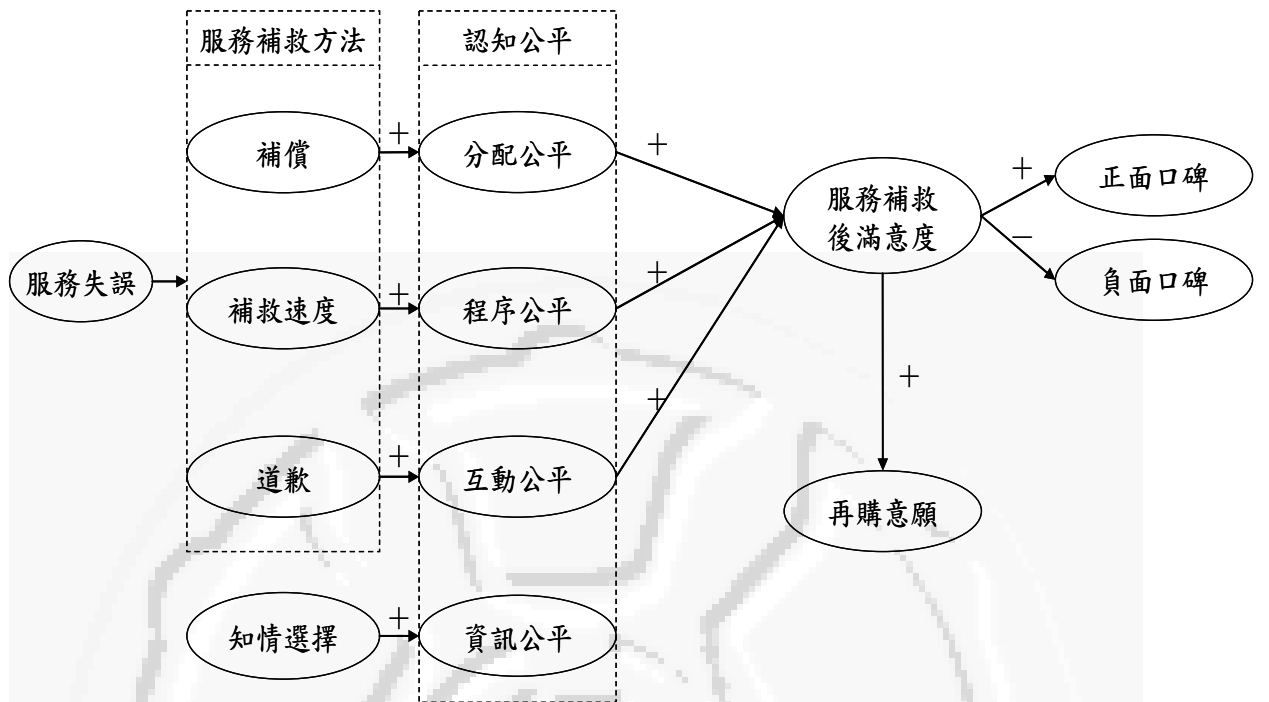 服務補救方法
認知公平
補償
+
分配公平
+
服務補救
後滿意度
+
正面口碑
−
負面口碑
服務失誤
補救速度
+
程序公平
+
+
道歉
+
互動公平
+
再購意願
知情選擇
+
資訊公平